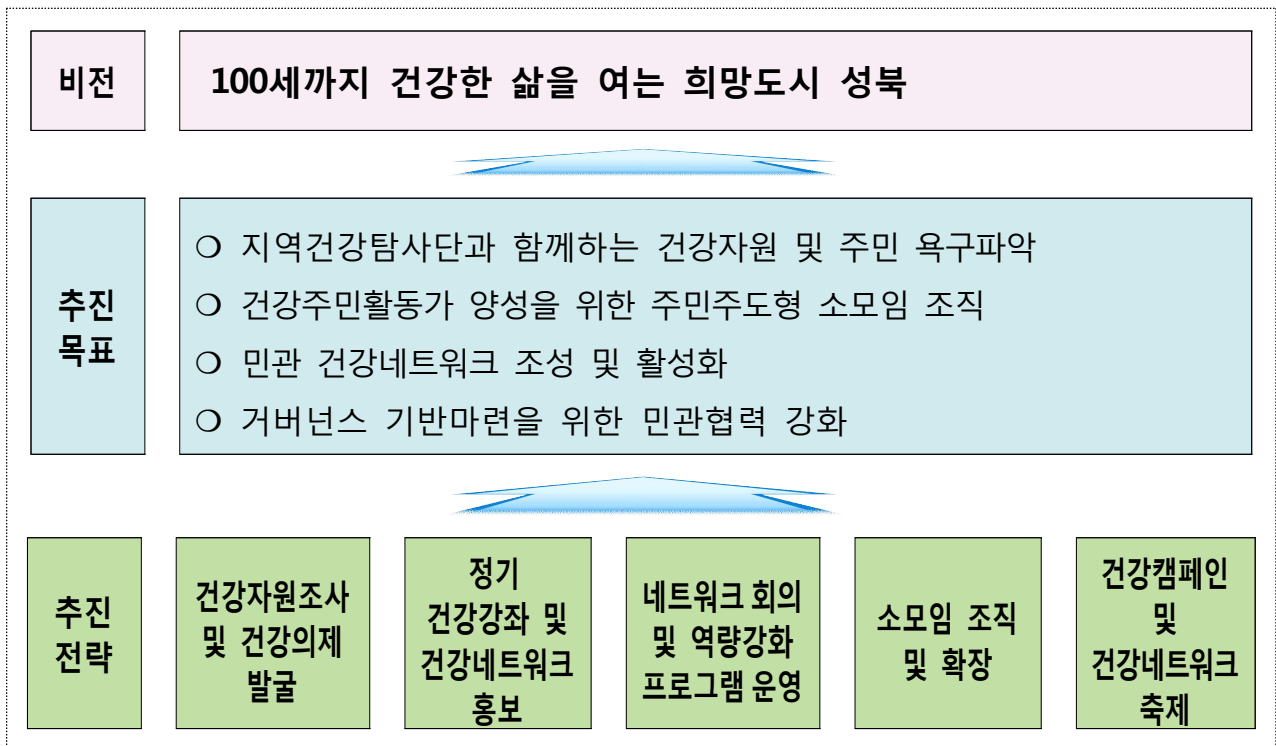 비전
100세까지 건강한 삶을 여는 희망도시 성북
추진
목표
❍ 지역건강탐사단과 함께하는 건강자원 및 주민 욕구파악
❍ 건강주민활동가 양성을 위한 주민주도형 소모임 조직
❍ 민관 건강네트워크 조성 및 활성화
❍ 거버넌스 기반마련을 위한 민관협력 강화
추진
전략
건강자원조사
및 건강의제
발굴
정기
건강강좌 및
건강네트워크
홍보
네트워크 회의
및 역량강화
프로그램 운영
소모임 조직
및 확장
건강캠페인
및
건강네트워크
축제